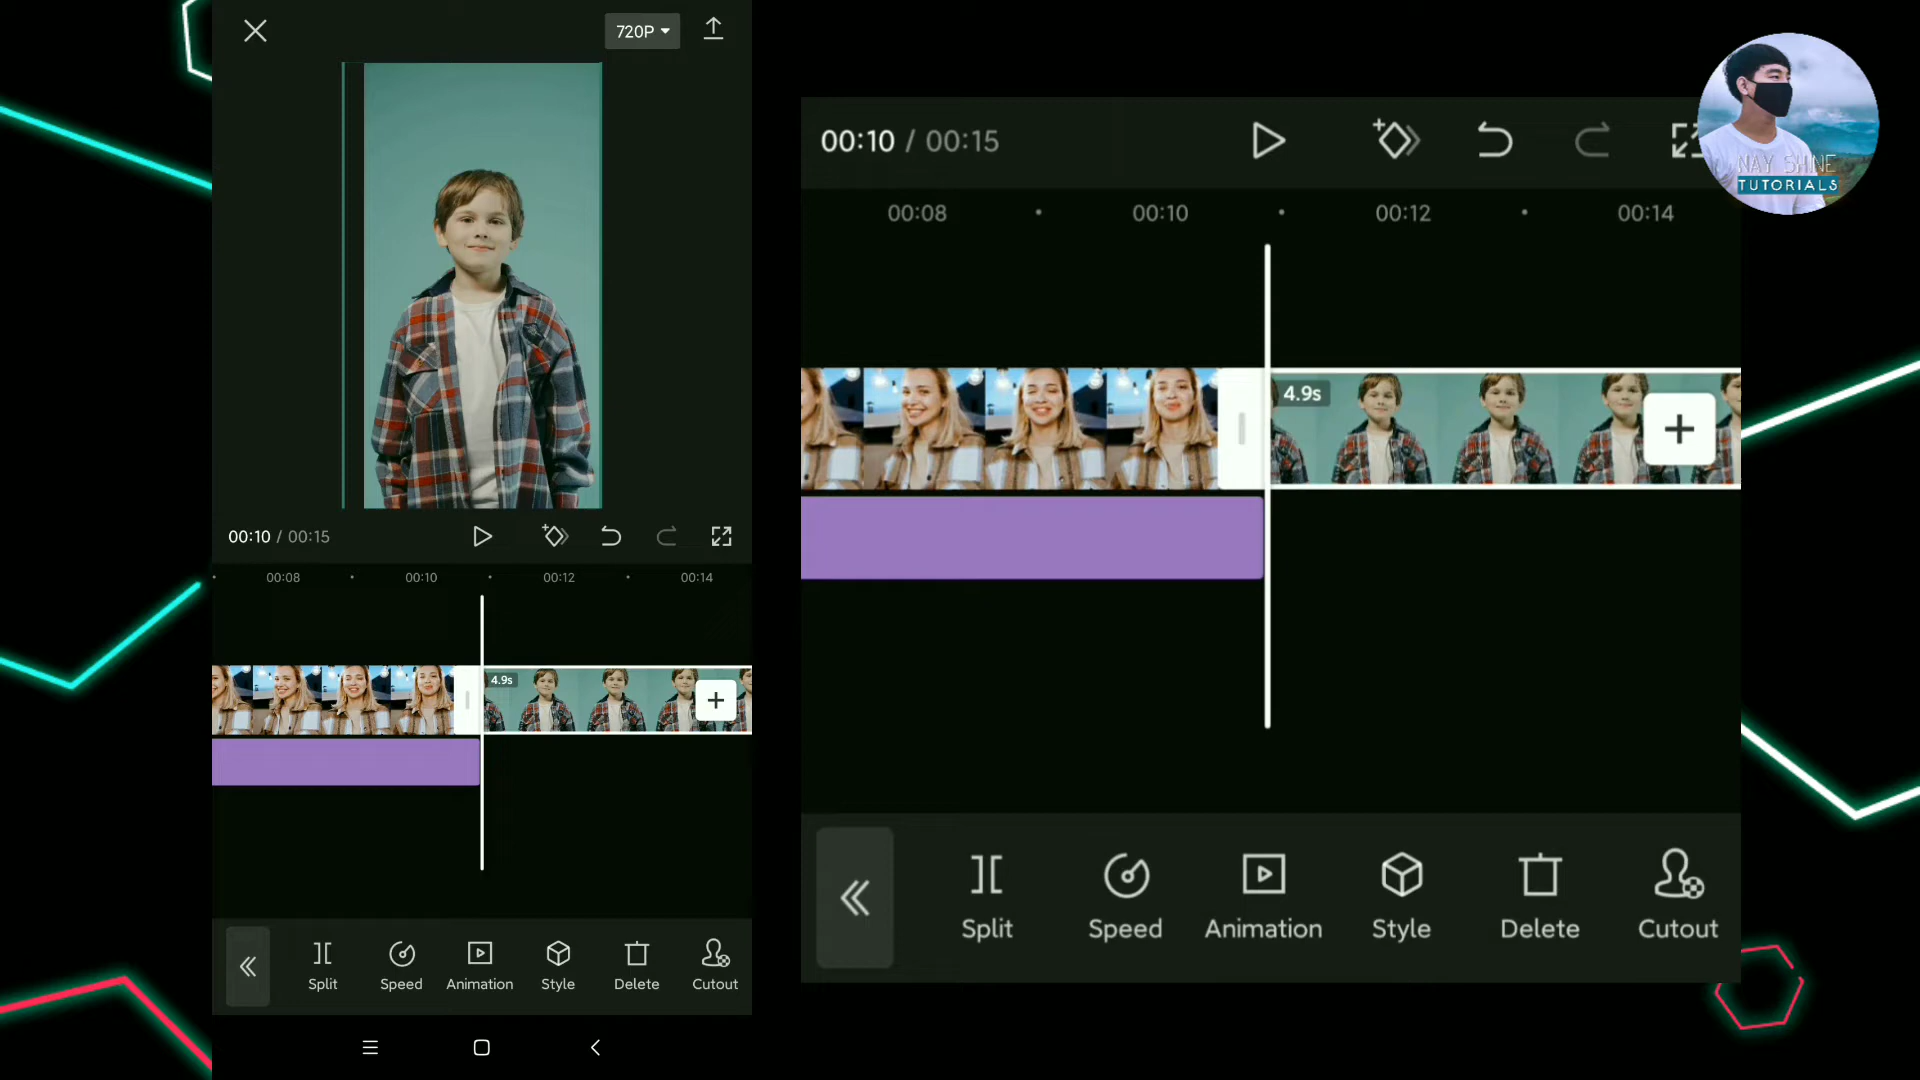 720P
00:10 / 00:15
00:08
00:10
00:12
00:14
4.9s
Split
Speed
Animation
Style
Delete
Cutout
00:10 / 00:15
00:08
00:10
00:12
00:14
4.9s
Split
Speed
Animation
Style
Delete
Cutout
NAY SHINE
TUTORIALS